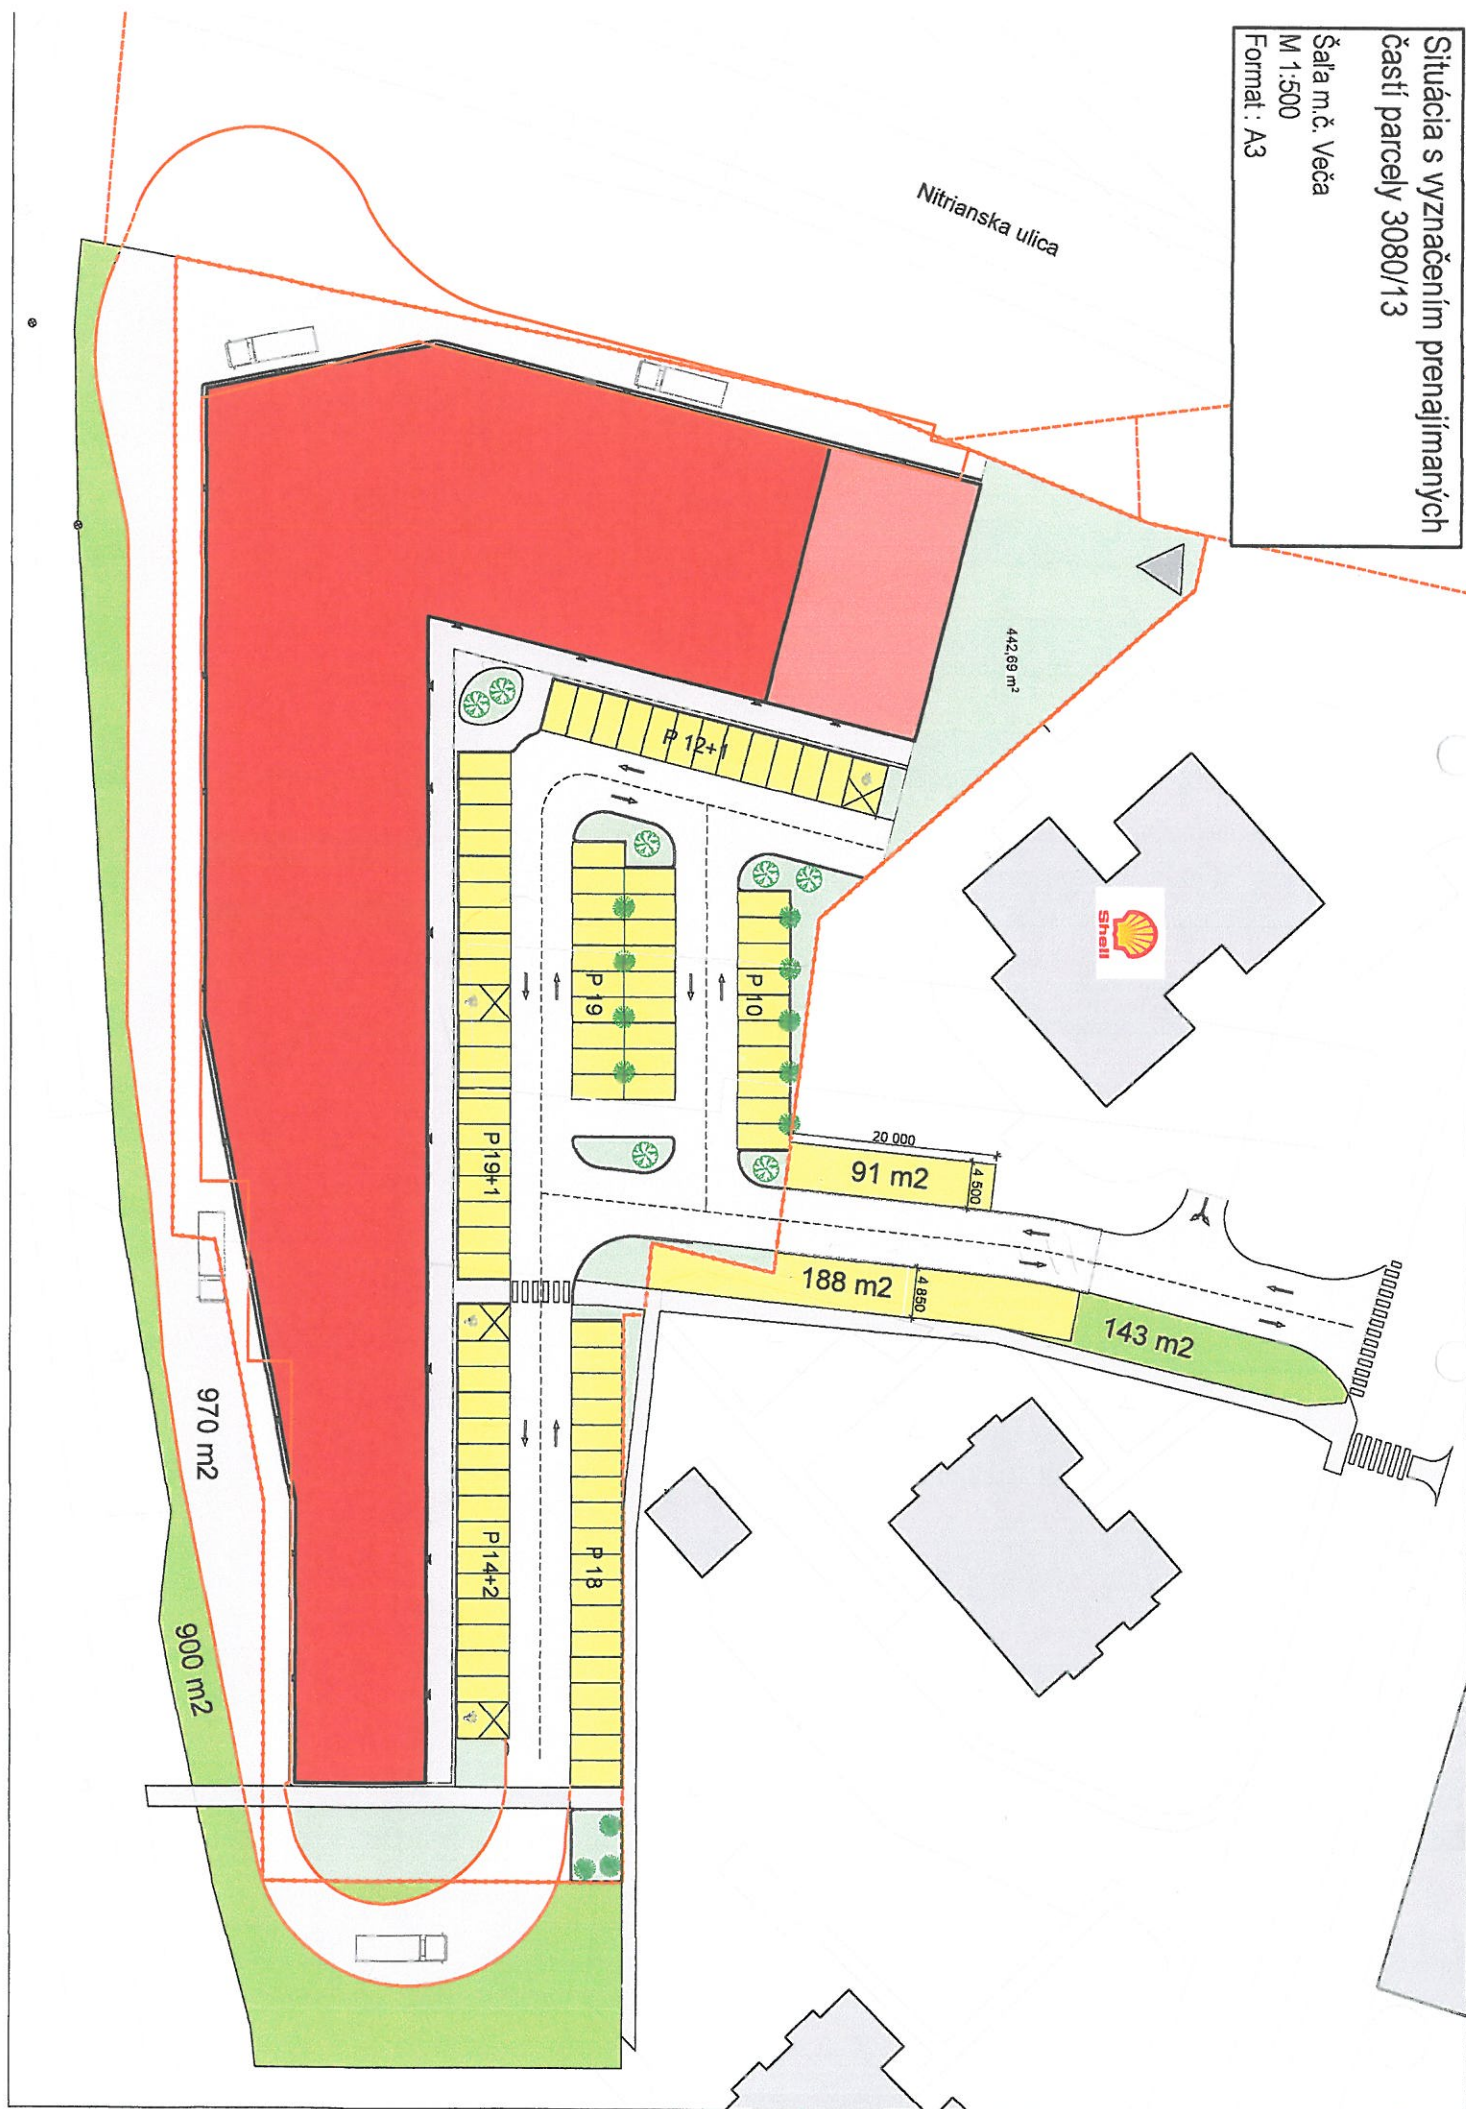 Situácia s vyznačením prenajímaných
častí parcely 3080/13
Šaľa m.č. Veča
M 1:500
Format : A3
Nitrianska ulica
442,69 m²
P 12+1
Shell
P 19
P 10
P 19+1
20 000
91 m2
4 500
188 m2
4 850
143 m2
970 m2
P 14+2
P 18
900 m2